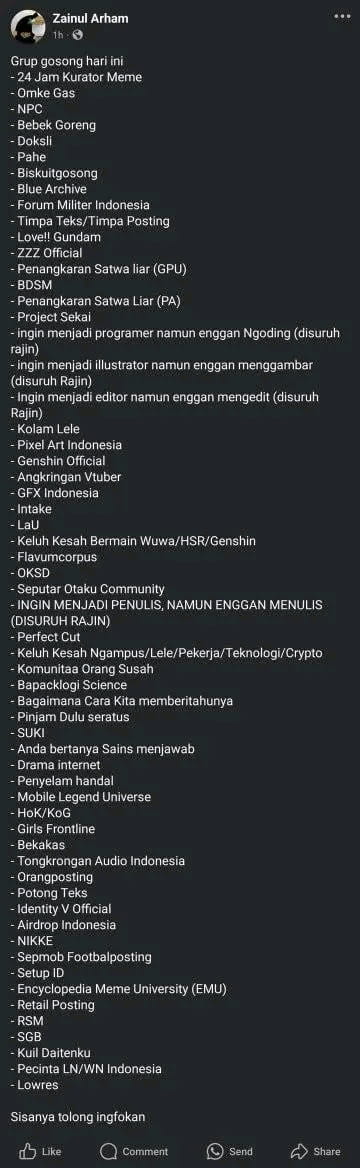 Zainul Arham
1h ·
Grup gosong hari ini
- 24 Jam Kurator Meme
- Omke Gas
- NPC
- Bebek Goreng
- Doksli
- Pahe
- Biskuitgosong
- Blue Archive
- Forum Militer Indonesia
- Timpa Teks/Timpa Posting
- Love!! Gundam
- ZZZ Official
- Penangkaran Satwa liar (GPU)
- BDSM
- Penangkaran Satwa Liar (PA)
- Project Sekai
- ingin menjadi programer namun enggan Ngoding (disuruh
rajin)
- ingin menjadi illustrator namun enggan menggambar
(disuruh Rajin)
- Ingin menjadi editor namun enggan mengedit (disuruh
Rajin)
- Kolam Lele
- Pixel Art Indonesia
- Genshin Official
- Angkringan Vtuber
- GFX Indonesia
- Intake
- LaU
- Keluh Kesah Bermain Wuwa/HSR/Genshin
- Flavumcorpus
- OKSD
- Seputar Otaku Community
- INGIN MENJADI PENULIS, NAMUN ENGGAN MENULIS
(DISURUH RAJIN)
- Perfect Cut
- Keluh Kesah Ngampus/Lele/Pekerja/Teknologi/Crypto
- Komunitaa Orang Susah
- Bapacklogi Science
- Bagaimana Cara Kita memberitahunya
- Pinjam Dulu seratus
- SUKI
- Anda bertanya Sains menjawab
- Drama internet
- Penyelam handal
- Mobile Legend Universe
- HoK/KoG
- Girls Frontline
- Bekakas
- Tongkrongan Audio Indonesia
- Orangposting
- Potong Teks
- Identity V Official
- Airdrop Indonesia
- NIKKE
- Sepmob Footbalposting
- Setup ID
- Encyclopedia Meme University (EMU)
- Retail Posting
- RSM
- SGB
- Kuil Daitenku
- Pecinta LN/WN Indonesia
- Lowres
Sisanya tolong ingfokan
Like Comment Send Share